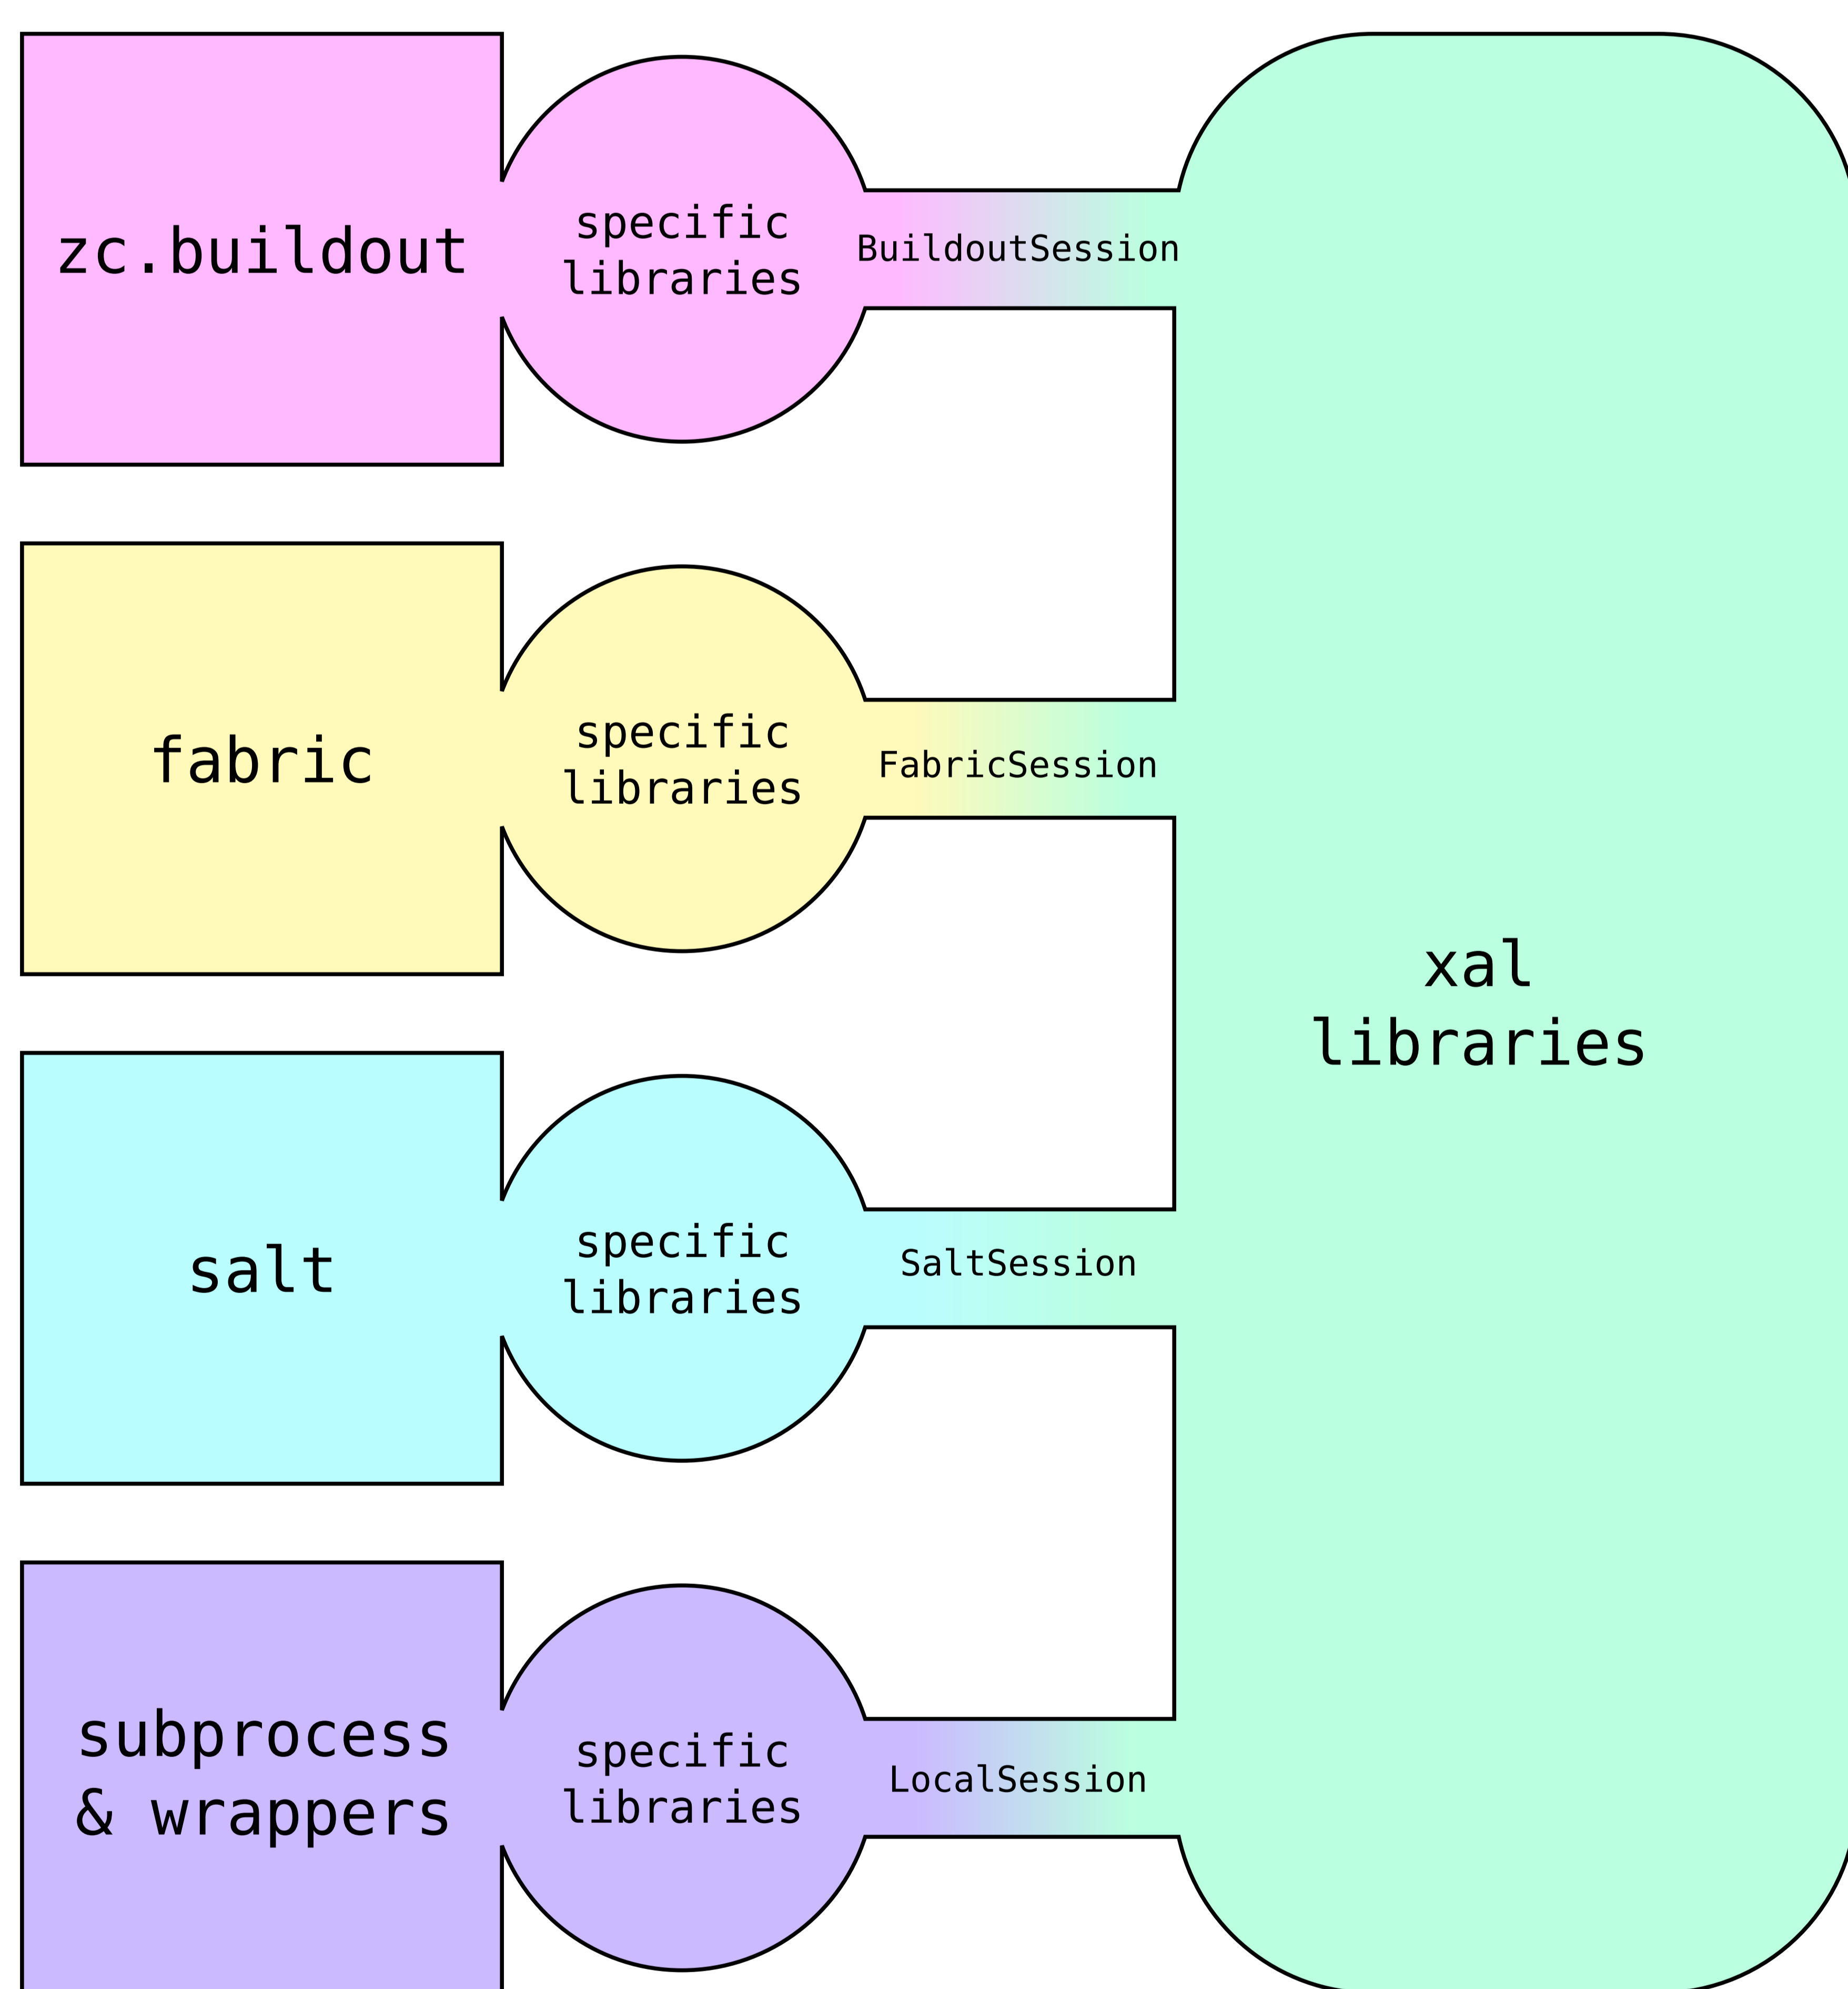 zc.buildout
specific
libraries
BuildoutSession
fabric
specific
libraries
FabricSession
xal
libraries
salt
specific
libraries
SaltSession
subprocess
& wrappers
specific
libraries
LocalSession